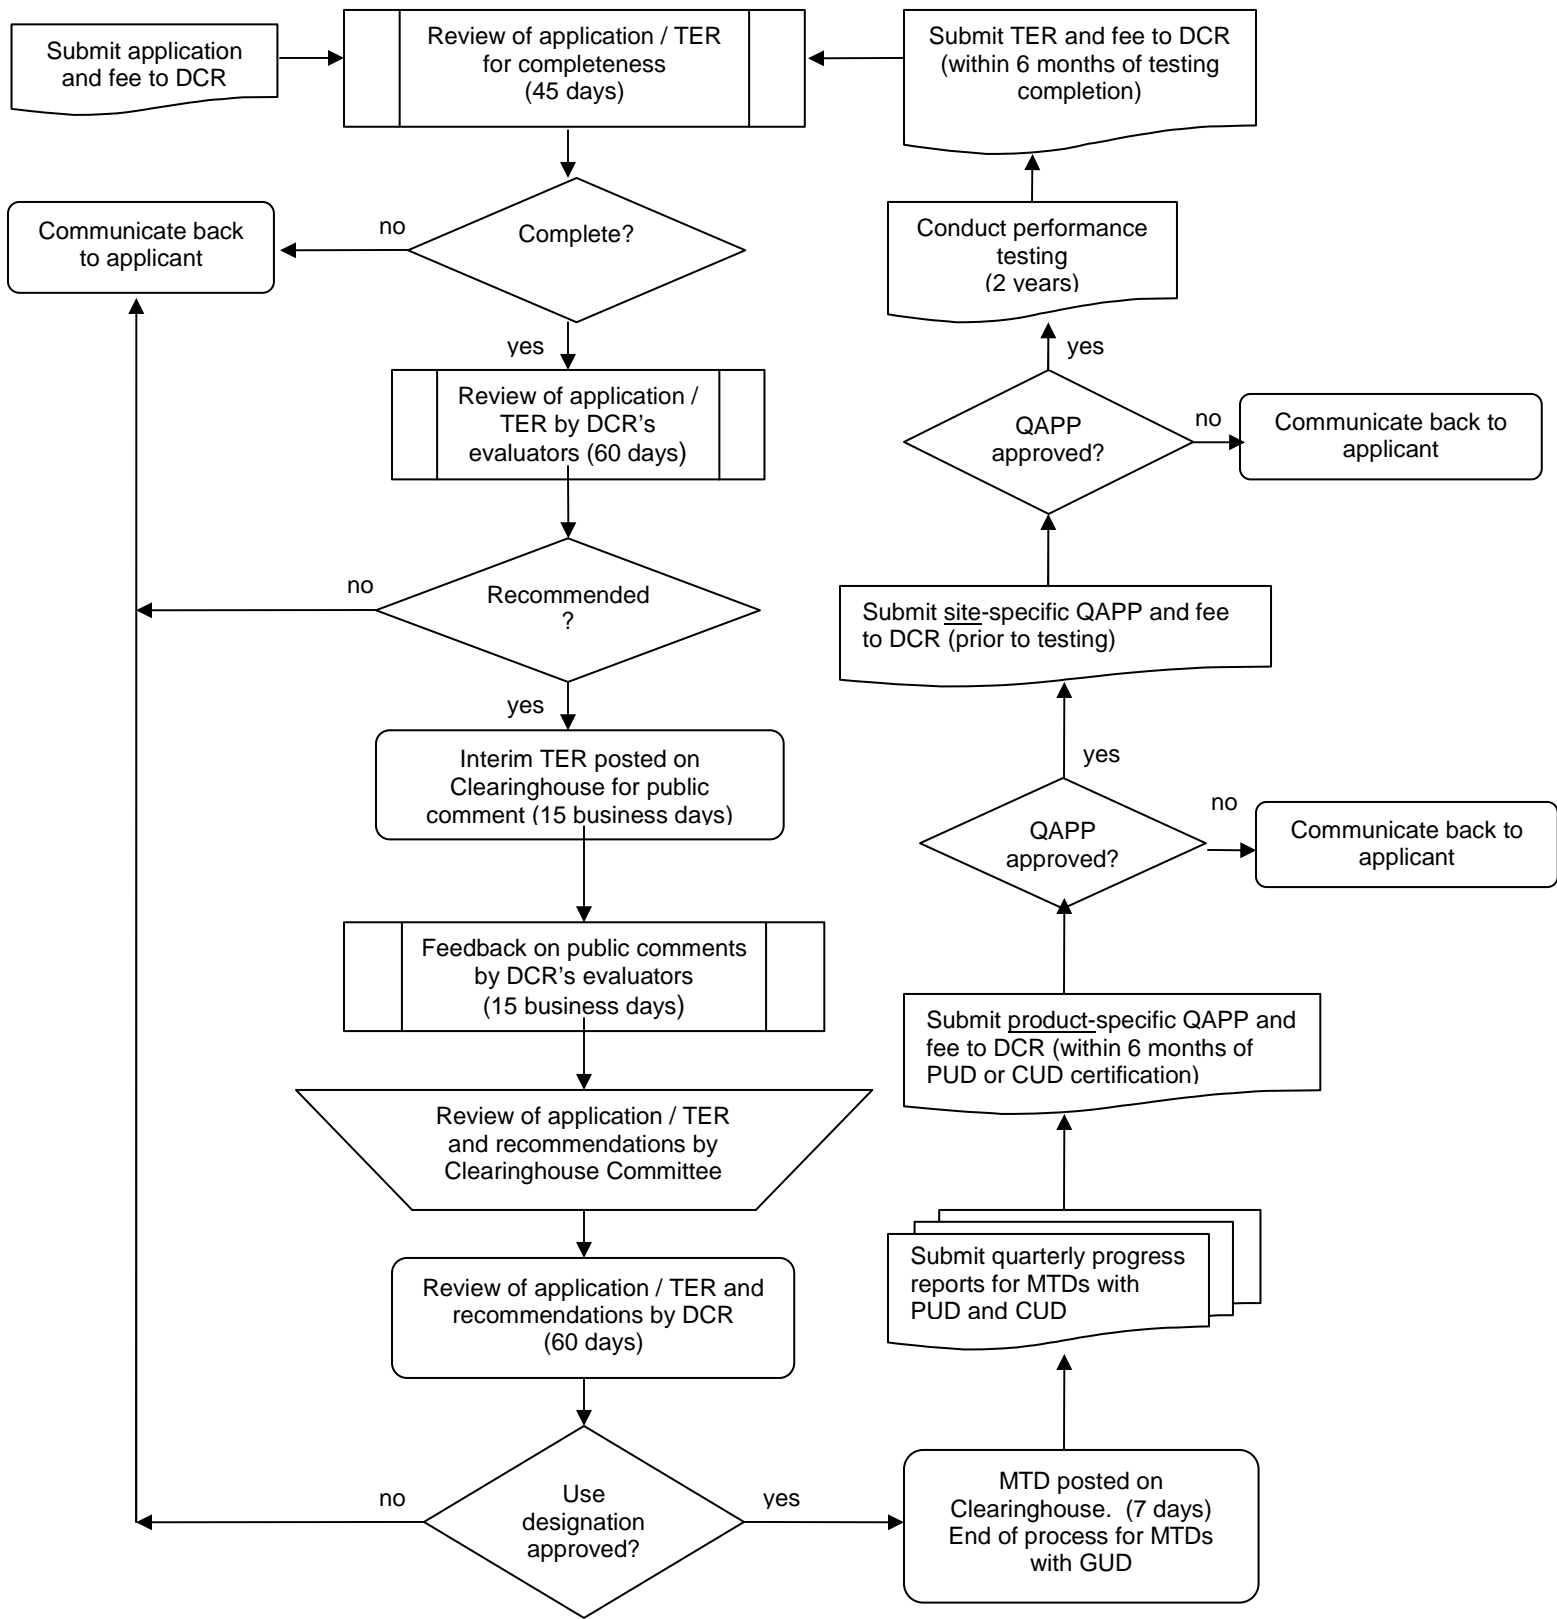 Submit application
and fee to DCR
Review of application / TER
for completeness
(45 days)
Submit TER and fee to DCR
(within 6 months of testing
completion)
Communicate back
to applicant
no
Complete?
yes
Review of application /
TER by DCR’s
evaluators (60 days)
no
Recommended
?
yes
Interim TER posted on
Clearinghouse for public
comment (15 business days)
Feedback on public comments
by DCR’s evaluators
(15 business days)
Review of application / TER
and recommendations by
Clearinghouse Committee
Review of application / TER and
recommendations by DCR
(60 days)
no
Use
designation
approved?
yes
MTD posted on
Clearinghouse. (7 days)
End of process for MTDs
with GUD
Submit quarterly progress
reports for MTDs with
PUD and CUD
Submit product-specific QAPP and
fee to DCR (within 6 months of
PUD or CUD certification)
QAPP
approved?
no
Communicate back to
applicant
yes
Submit site-specific QAPP and fee
to DCR (prior to testing)
QAPP
approved?
no
Communicate back to
applicant
yes
Conduct performance
testing
(2 years)